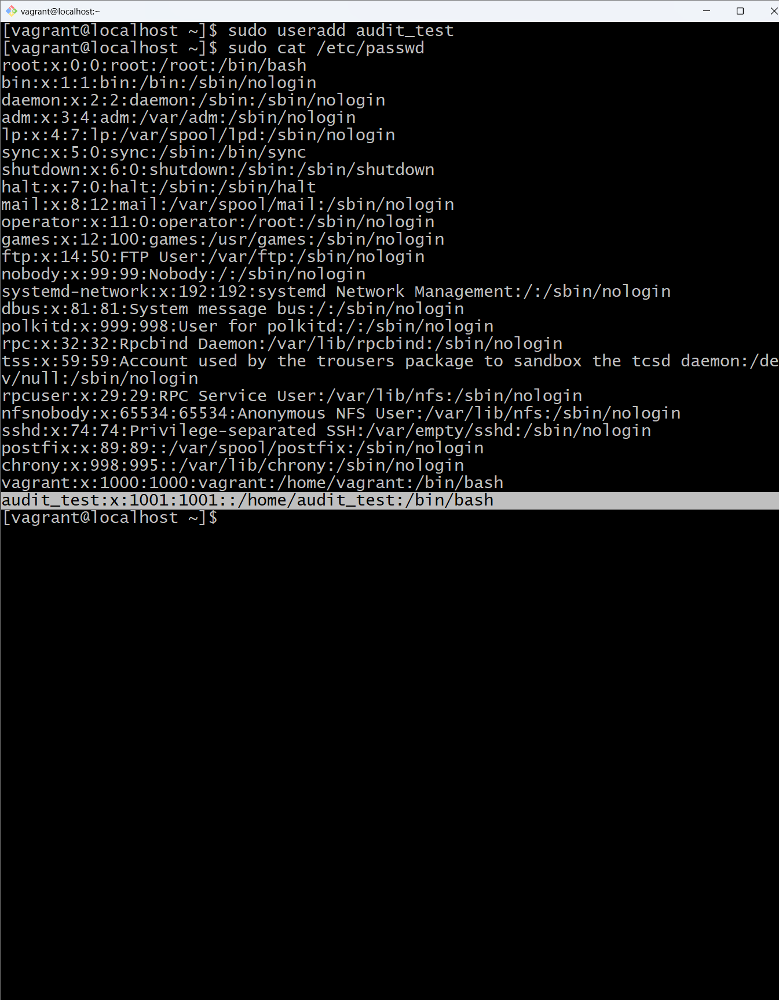 vagrant@localhost:~
[vagrant@localhost ~]$ sudo useradd audit_test
[vagrant@localhost ~]$ sudo cat /etc/passwd
root:x:0:0:root:/root:/bin/bash
bin:x:1:1:bin:/bin:/sbin/nologin
daemon:x:2:2:daemon:/sbin:/sbin/nologin
adm:x:3:4:adm:/var/adm:/sbin/nologin
lp:x:4:7:lp:/var/spool/lpd:/sbin/nologin
sync:x:5:0:sync:/sbin:/bin/sync
shutdown:x:6:0:shutdown:/sbin:/sbin/shutdown
halt:x:7:0:halt:/sbin:/sbin/halt
mail:x:8:12:mail:/var/spool/mail:/sbin/nologin
operator:x:11:0:operator:/root:/sbin/nologin
games:x:12:100:games:/usr/games:/sbin/nologin
ftp:x:14:50:FTP User:/var/ftp:/sbin/nologin
nobody:x:99:99:Nobody:/:/sbin/nologin
systemd-network:x:192:192:systemd Network Management:/:/sbin/nologin
dbus:x:81:81:System message bus:/:/sbin/nologin
polkitd:x:999:998:User for polkitd:/:/sbin/nologin
rpc:x:32:32:Rpcbind Daemon:/var/lib/rpcbind:/sbin/nologin
tss:x:59:59:Account used by the trousers package to sandbox the tcsd daemon:/de
v/null:/sbin/nologin
rpcuser:x:29:29:RPC Service User:/var/lib/nfs:/sbin/nologin
nfsnobody:x:65534:65534:Anonymous NFS User:/var/lib/nfs:/sbin/nologin
sshd:x:74:74:Privilege-separated SSH:/var/empty/sshd:/sbin/nologin
postfix:x:89:89::/var/spool/postfix:/sbin/nologin
chrony:x:998:995::/var/lib/chrony:/sbin/nologin
vagrant:x:1000:1000:vagrant:/home/vagrant:/bin/bash
audit_test:x:1001:1001::/home/audit_test:/bin/bash
[vagrant@localhost ~]$